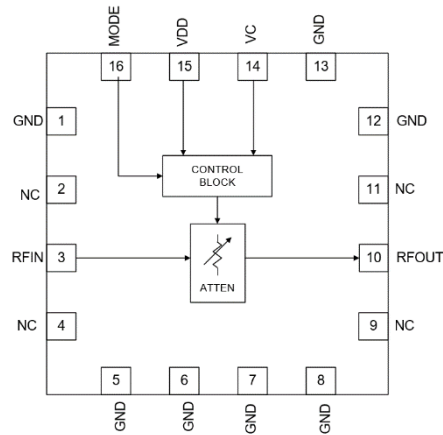 MODE
VDD
VC
GND
16
15
14
13
GND
1
12
GND
NC
2
11
NC
CONTROL
BLOCK
RFIN
3
10
RFOUT
ATTEN
NC
4
9
NC
5
6
7
8
GND
GND
GND
GND